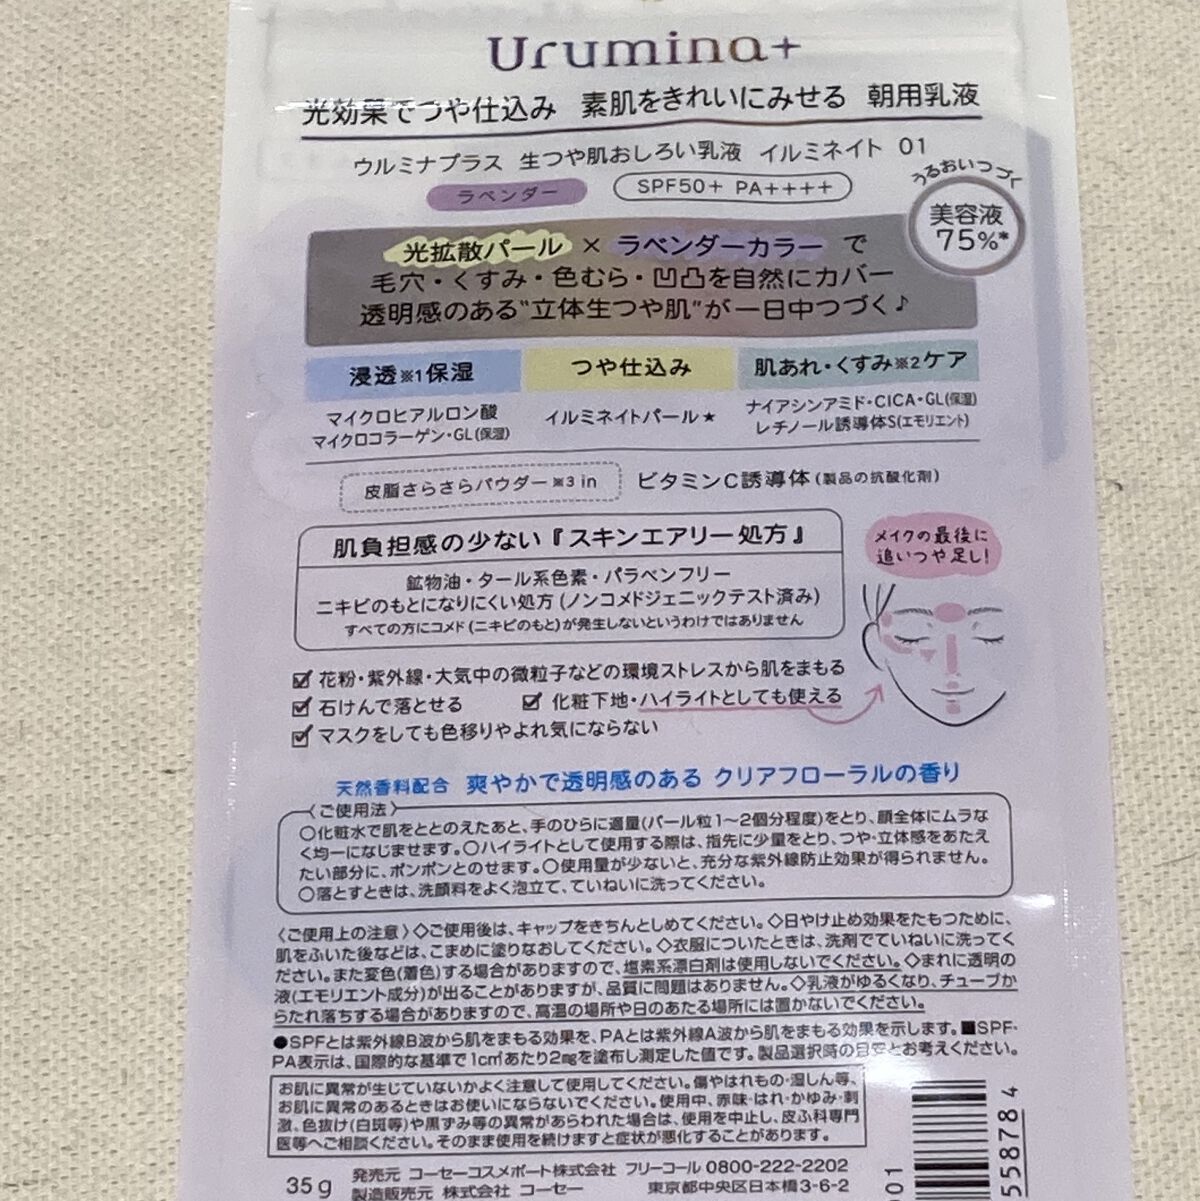 Urumina+
光効果でつや仕込み 素肌をきれいにみせる 朝用乳液
ウルミナプラス 生つや肌おしろい乳液 イルミネイト 01
ラベンダー
SPF50+ PA++++
うるおいつづく
美容液
75%*
光拡散パール × ラベンダーカラー で
毛穴・くすみ・色むら・凹凸を自然にカバー
透明感のある"立体生つや肌"が一日中つづく♪
浸透※1保湿
マイクロヒアルロン酸
マイクロコラーゲン・GL(保湿)
つや仕込み
イルミネイトパール★
肌あれ・くすみ※2ケア
ナイアシンアミド・CICA・GL(保湿)
レチノール誘導体S(エモリエント)
皮脂さらさらパウダー※3 in
ビタミンC誘導体(製品の抗酸化剤)
肌負担感の少ない『スキンエアリー処方』
鉱物油・タール系色素・パラベンフリー
ニキビのもとになりにくい処方(ノンコメドジェニックテスト済み)
すべての方にコメド(ニキビのもと)が発生しないというわけではありません
メイクの最後に
追いつや足し!
☑花粉・紫外線・大気中の微粒子などの環境ストレスから肌をまもる
☑石けんで落とせる ☑化粧下地・ハイライトとしても使える
☑マスクをしても色移りやよれ気にならない
天然香料配合 爽やかで透明感のある クリアフローラルの香り
〈ご使用法〉
○化粧水で肌をととのえたあと、手のひらに適量(パール粒1~2個分程度)をとり、顔全体にムラな
く均一になじませます。○ハイライトとして使用する際は、指先に少量をとり、つや・立体感をあたえ
たい部分に、ポンポンとのせます。○使用量が少ないと、充分な紫外線防止効果が得られません。
○落とすときは、洗顔料をよく泡立て、ていねいに洗ってください。
〈ご使用上の注意〉◇ご使用後は、キャップをきちんとしめてください。◇日やけ止め効果をたもつために、
肌をふいた後などは、こまめに塗りなおしてください。◇衣服についたときは、洗剤でていねいに洗ってく
ださい。また変色(着色)する場合がありますので、塩素系漂白剤は使用しないでください。◇まれに透明の
液(エモリエント成分)が出ることがありますが、品質に問題はありません。◇乳液がゆるくなり、チューブか
らたれ落ちする場合がありますので、高温の場所や日のあたる場所には置かないでください。
●SPFとは紫外線B波から肌をまもる効果を、PAとは紫外線A波から肌をまもる効果を示します。■SPF・
PA表示は、国際的な基準で1c㎡あたり2㎎を塗布し測定した値です。製品選択時の目安とお考えください。
お肌に異常が生じていないかよく注意して使用してください。傷やはれもの・湿しん等、
お肌に異常のあるときはお使いにならないでください。使用中、赤味・はれ・かゆみ・刺
激、色抜け(白斑等)や黒ずみ等の異常があらわれた場合は、使用を中止し、皮ふ科専門
医等へご相談ください。そのまま使用を続けますと症状が悪化することがあります。
35g
発売元 コーセーコスメポート株式会社 フリーコール 0800-222-2202
製造販売元 株式会社 コーセー 東京都中央区日本橋3-6-2
01
55878 4